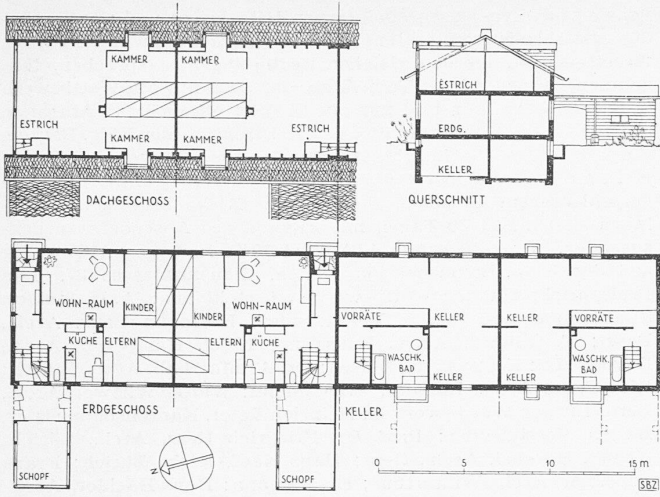 KAMMER KAMMER
ESTRICH
KAMMER KAMMER
ESTRICH
DACHGESCHOSS
ESTRICH
ERDG.
KELLER
QUERSCHNITT
WOHN-RAUM
KINDER
KINDER
WOHN-RAUM
KÜCHE
ELTERN
ELTERN
KÜCHE
ERDGESCHOSS
SCHOPF
SCHOPF
N
VORRÄTE
KELLER
KELLER
VORRÄTE
WASCHK.
BAD
KELLER
KELLER
WASCHK.
BAD
KELLER
0 5 10 15 m
SBZ